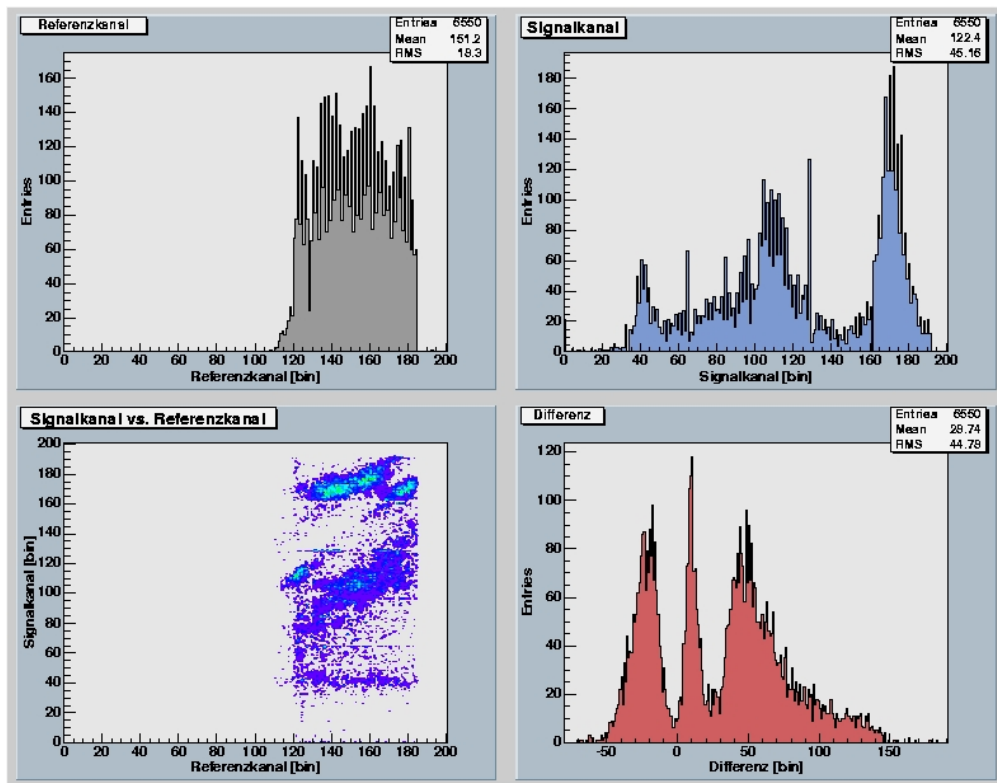 Referenzkanal
Entries 6550
Mean 151.2
RMS 19.3
Entries
160
140
120
100
80
60
40
20
0
0 20 40 60 80 100 120 140 160 180 200
Referenzkanal [bin]
Signalkanal
Entries 6550
Mean 122.4
RMS 45.16
Entries
180
160
140
120
100
80
60
40
20
0
0 20 40 60 80 100 120 140 160 180 200
Signalkanal [bin]
Signalkanal vs. Referenzkanal
Signalkanal [bin]
200
180
160
140
120
100
80
60
40
20
0
0 20 40 60 80 100 120 140 160 180 200
Referenzkanal [bin]
Differenz
Entries 6550
Mean 28.74
RMS 44.78
Entries
120
100
80
60
40
20
0
-50 0 50 100 150
Differenz [bin]